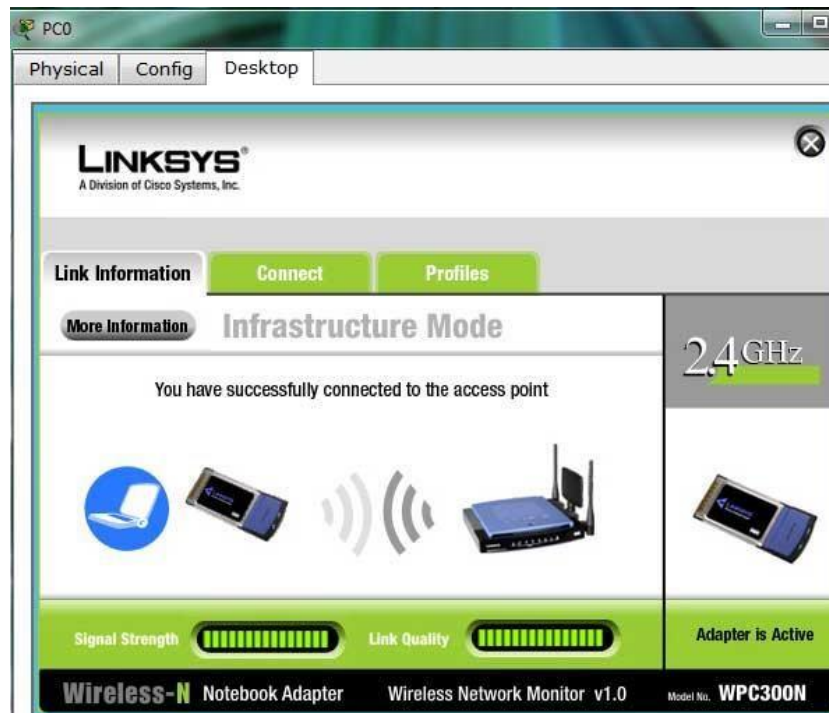 PC0
Physical Config Desktop
LINKSYS®
A Division of Cisco Systems, Inc.
Link Information Connect Profiles
More Information Infrastructure Mode
2.4GHz
You have successfully connected to the access point
Signal Strength Link Quality Adapter is Active
Wireless-N Notebook Adapter Wireless Network Monitor v1.0 Model No. WPC300N